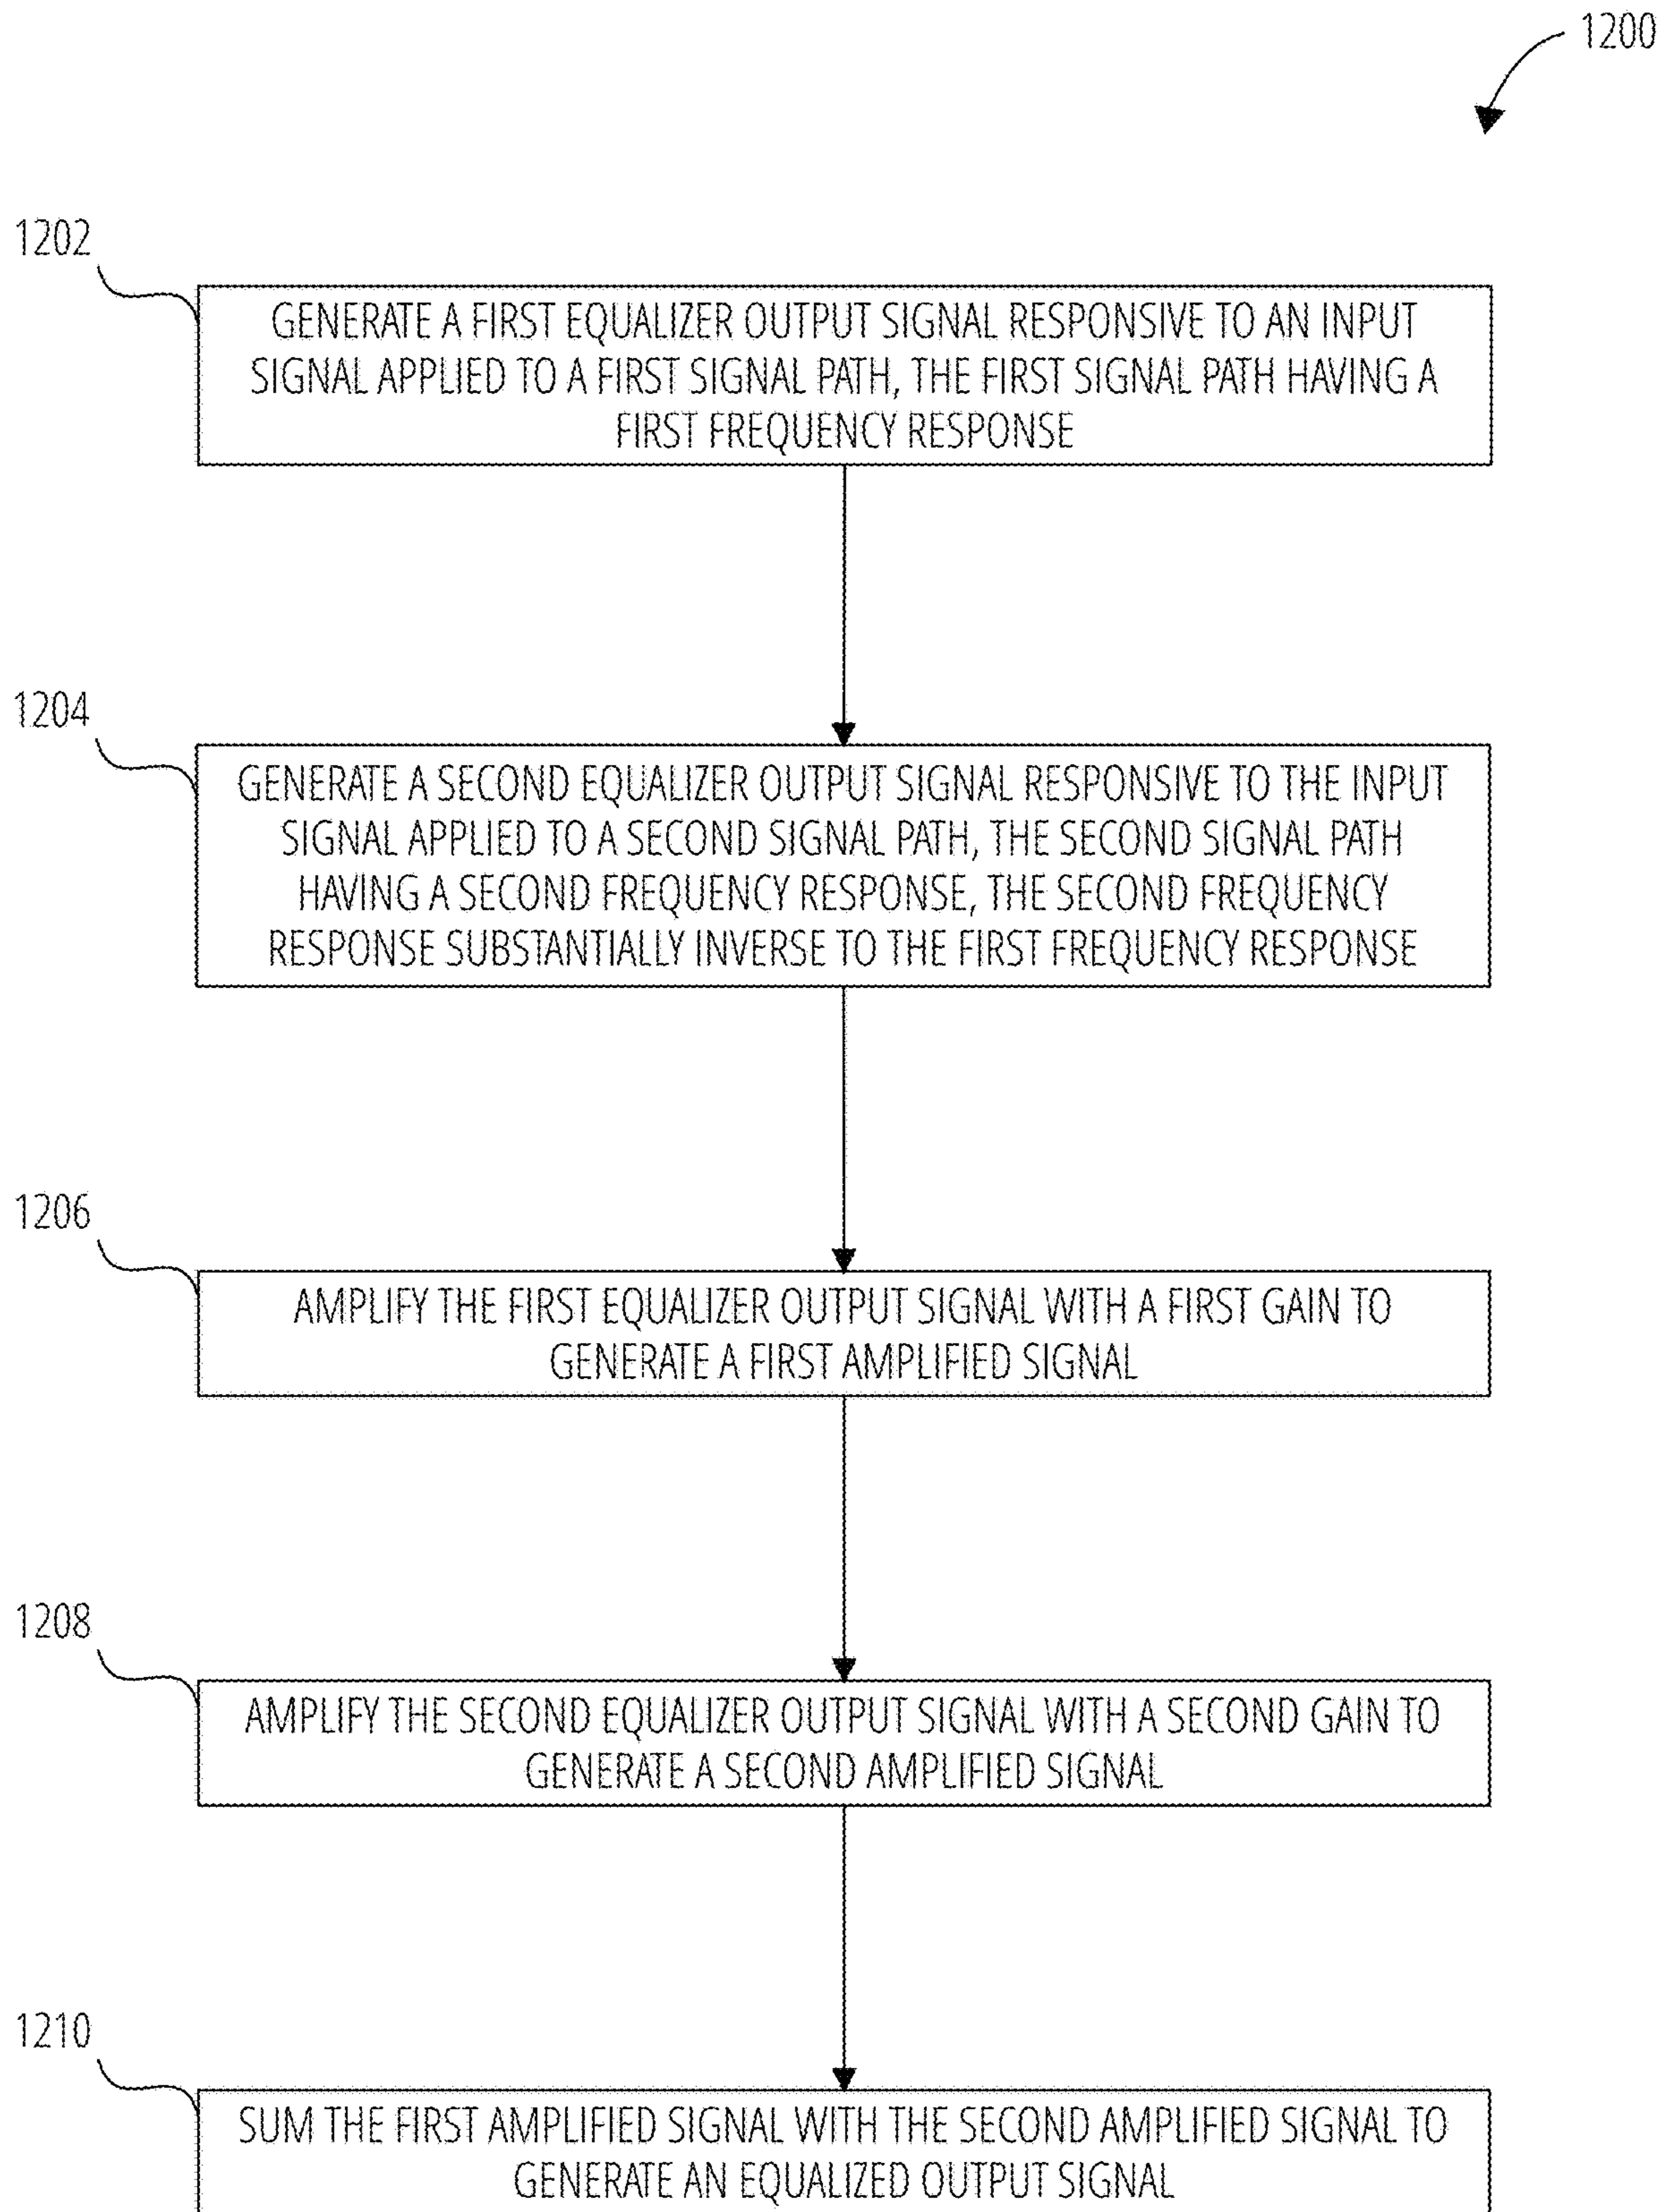 1200
1202
GENERATE A FIRST EQUALIZER OUTPUT SIGNAL RESPONSIVE TO AN INPUT
SIGNAL APPLIED TO A FIRST SIGNAL PATH, THE FIRST SIGNAL PATH HAVING A
FIRST FREQUENCY RESPONSE
1204
GENERATE A SECOND EQUALIZER OUTPUT SIGNAL RESPONSIVE TO THE INPUT
SIGNAL APPLIED TO A SECOND SIGNAL PATH, THE SECOND SIGNAL PATH
HAVING A SECOND FREQUENCY RESPONSE, THE SECOND FREQUENCY
RESPONSE SUBSTANTIALLY INVERSE TO THE FIRST FREQUENCY RESPONSE
1206
AMPLIFY THE FIRST EQUALIZER OUTPUT SIGNAL WITH A FIRST GAIN TO
GENERATE A FIRST AMPLIFIED SIGNAL
1208
AMPLIFY THE SECOND EQUALIZER OUTPUT SIGNAL WITH A SECOND GAIN TO
GENERATE A SECOND AMPLIFIED SIGNAL
1210
SUM THE FIRST AMPLIFIED SIGNAL WITH THE SECOND AMPLIFIED SIGNAL TO
GENERATE AN EQUALIZED OUTPUT SIGNAL